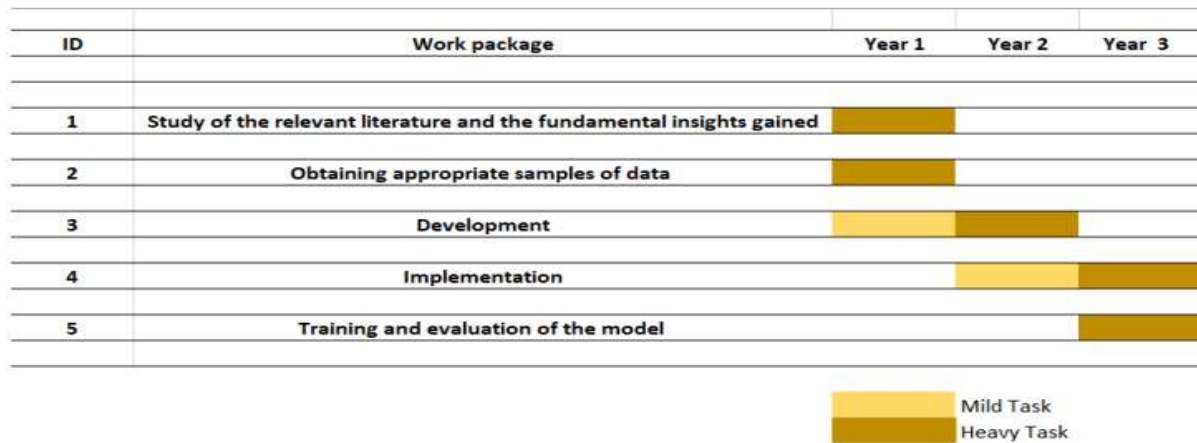 ID Work package Year 1 Year 2 Year 3
1 Study of the relevant literature and the fundamental insights gained
2 Obtaining appropriate samples of data
3 Development
4 Implementation
5 Training and evaluation of the model
Mild Task
Heavy Task